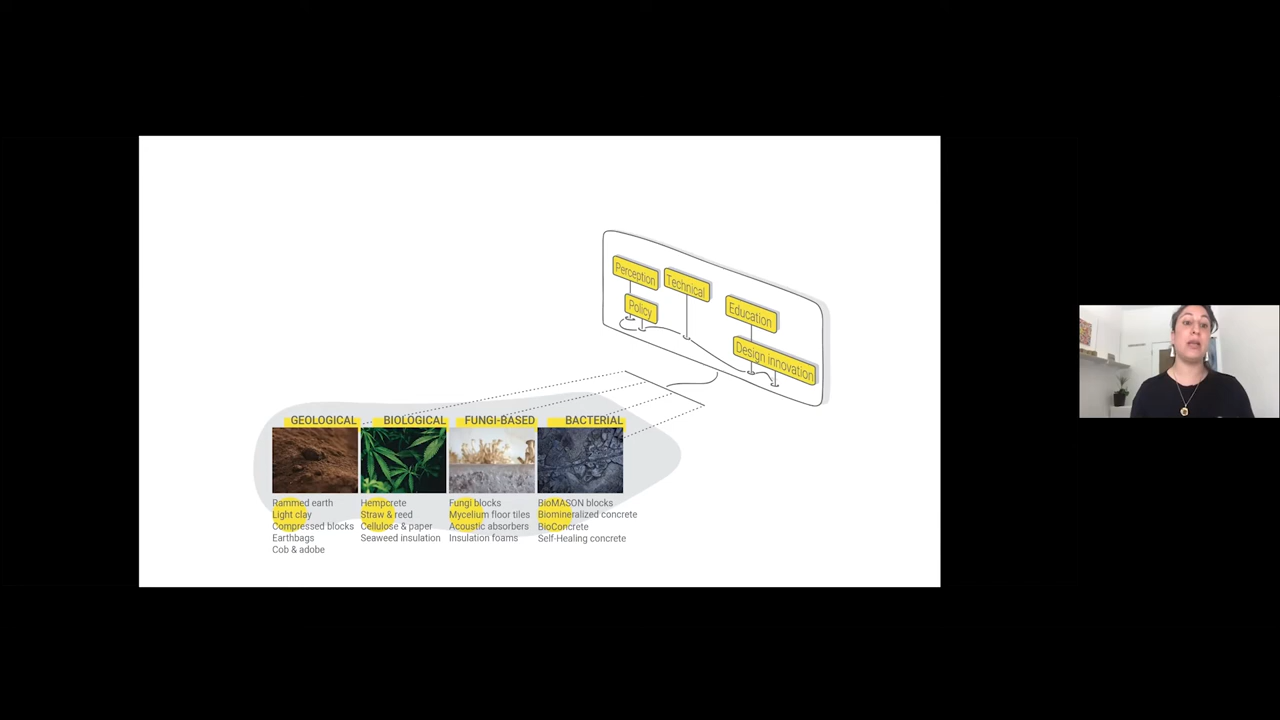 Perception
Technical
Policy
Education
Design innovation
GEOLOGICAL
Rammed earth
Light clay
Compressed blocks
Earthbags
Cob & adobe
BIOLOGICAL
Hempcrete
Straw & reed
Cellulose & paper
Seaweed insulation
FUNGI-BASED
Fungi blocks
Mycelium floor tiles
Acoustic absorbers
Insulation foams
BACTERIAL
BioMASON blocks
Biomineralized concrete
BioConcrete
Self-Healing concrete